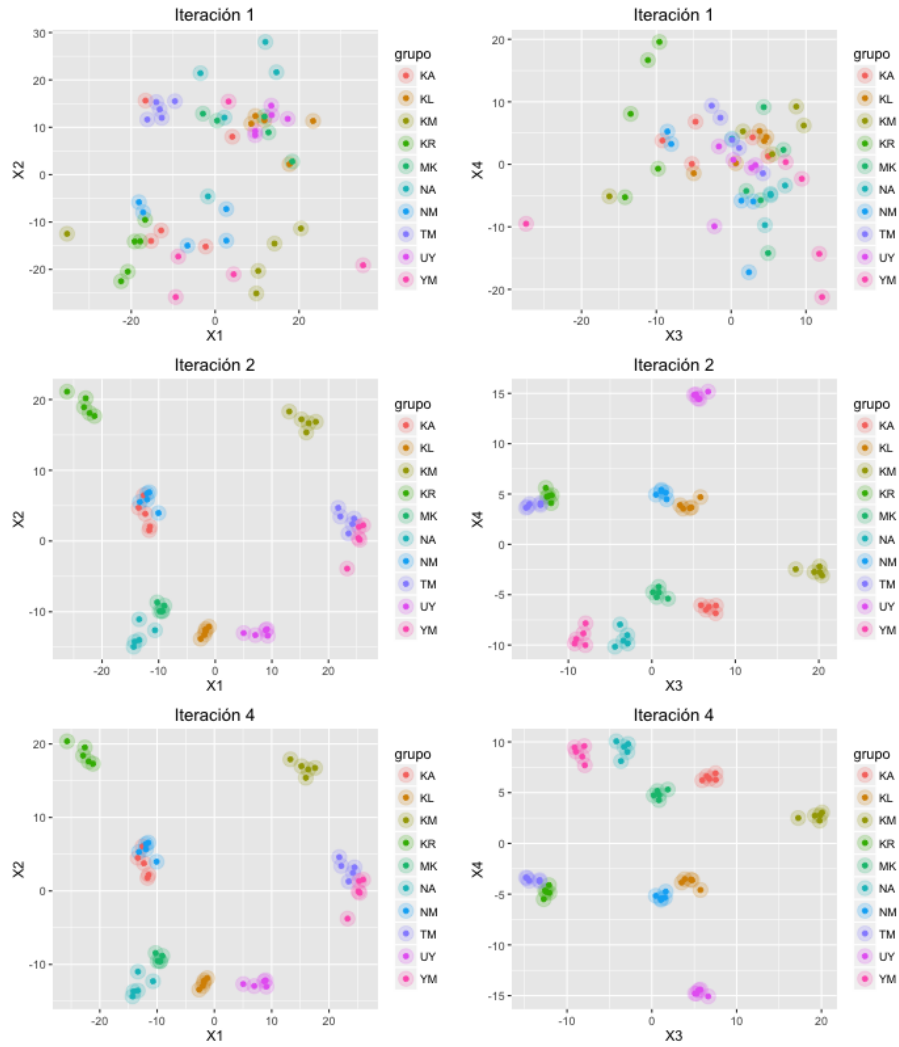 Iteración 1
X2
30
20
10
0
-10
-20
-20
0
20
X1
grupo
KA
KL
KM
KR
MK
NA
NM
TM
UY
YM
Iteración 1
X4
20
10
0
-10
-20
-20
-10
0
10
X3
grupo
KA
KL
KM
KR
MK
NA
NM
TM
UY
YM
Iteración 2
X2
20
10
0
-10
-20
-10
0
10
20
X1
grupo
KA
KL
KM
KR
MK
NA
NM
TM
UY
YM
Iteración 2
X4
15
10
5
0
-5
-10
-10
0
10
20
X3
grupo
KA
KL
KM
KR
MK
NA
NM
TM
UY
YM
Iteración 4
X2
20
10
0
-10
-20
-10
0
10
20
X1
grupo
KA
KL
KM
KR
MK
NA
NM
TM
UY
YM
Iteración 4
X4
10
5
0
-5
-10
-15
-10
0
10
20
X3
grupo
KA
KL
KM
KR
MK
NA
NM
TM
UY
YM